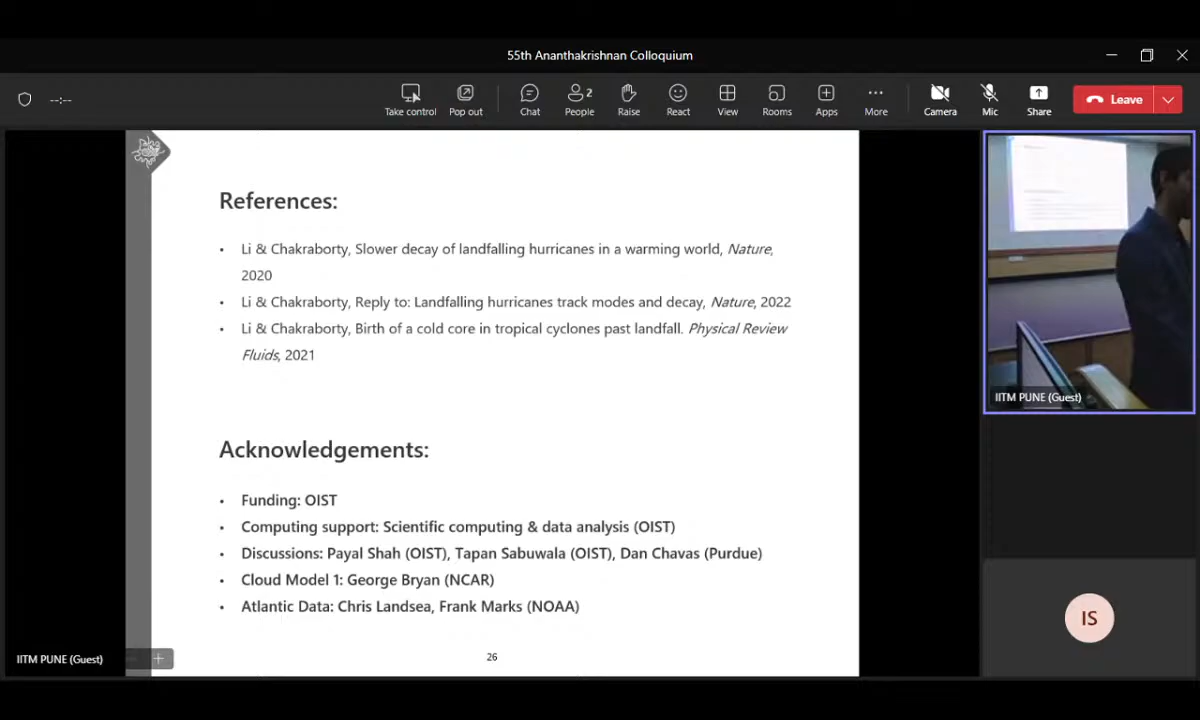 55th Ananthakrishnan Colloquium
--:--
Take control
Pop out
Chat
2
People
Raise
React
View
Rooms
Apps
More
Camera
Mic
Share
Leave
References:
• Li & Chakraborty, Slower decay of landfalling hurricanes in a warming world, Nature,
2020
• Li & Chakraborty, Reply to: Landfalling hurricanes track modes and decay, Nature, 2022
• Li & Chakraborty, Birth of a cold core in tropical cyclones past landfall. Physical Review
Fluids, 2021
Acknowledgements:
• Funding: OIST
• Computing support: Scientific computing & data analysis (OIST)
• Discussions: Payal Shah (OIST), Tapan Sabuwala (OIST), Dan Chavas (Purdue)
• Cloud Model 1: George Bryan (NCAR)
• Atlantic Data: Chris Landsea, Frank Marks (NOAA)
26
IITM PUNE (Guest)
IITM PUNE (Guest)
IS